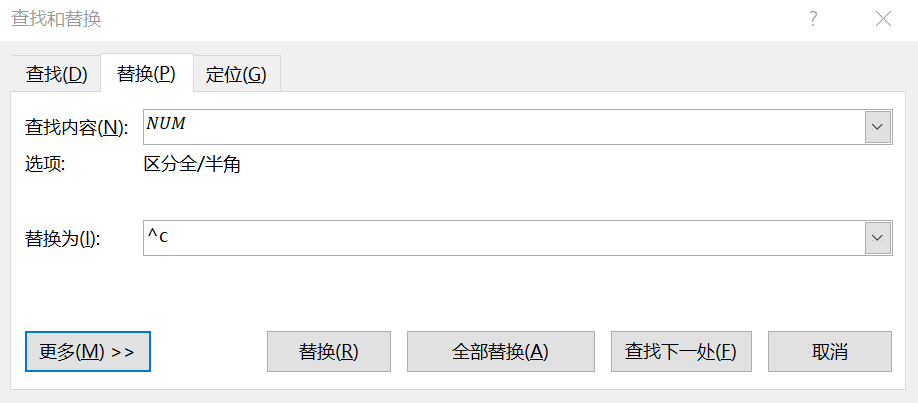 查找和替换
查找(D) 替换(P) 定位(G)
查找内容(N): 𝑁𝑈𝑀
选项: 区分全/半角
替换为(I): ^c
更多(M) >> 替换(R) 全部替换(A) 查找下一处(F) 取消